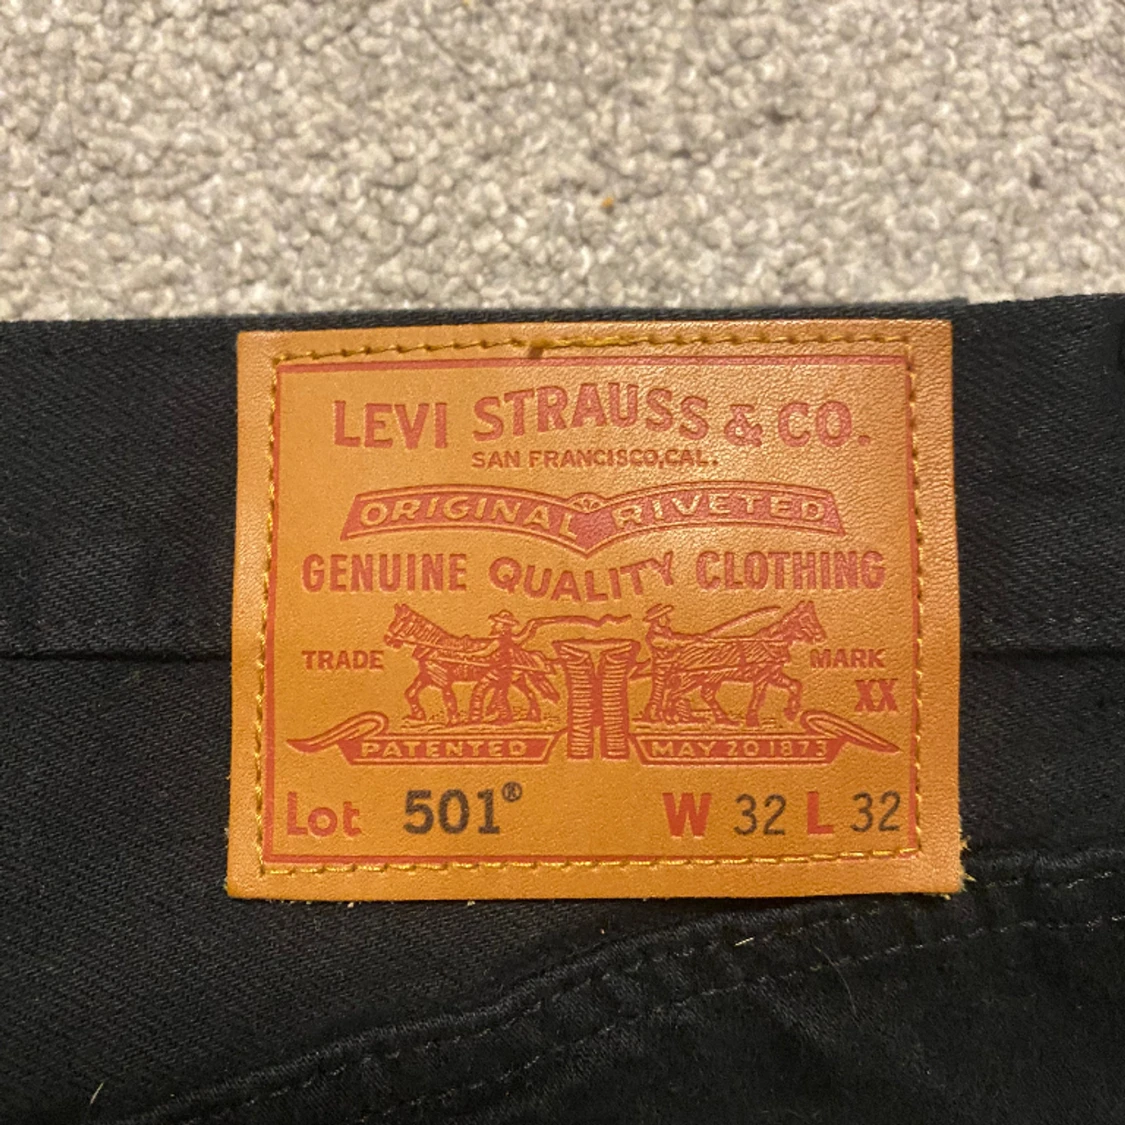 LEVI STRAUSS & CO.
SAN FRANCISCO, CAL.
ORIGINAL RIVETED
GENUINE QUALITY CLOTHING
TRADE MARK
XX
PATENTED MAY 20 1873
Lot 501® W 32 L 32